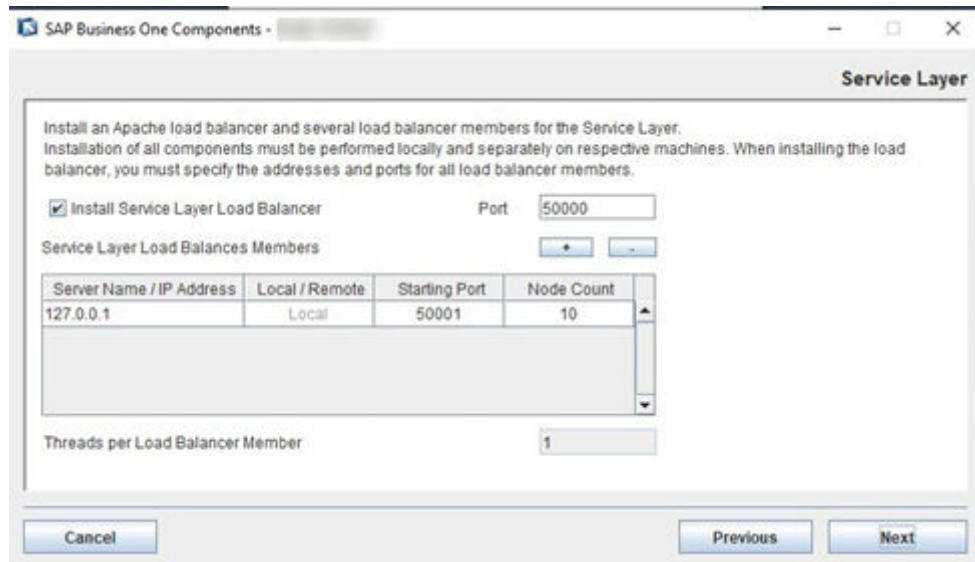 SAP Business One Components -
Service Layer
Install an Apache load balancer and several load balancer members for the Service Layer.
Installation of all components must be performed locally and separately on respective machines. When installing the load
balancer, you must specify the addresses and ports for all load balancer members.
Install Service Layer Load Balancer Port 50000
Service Layer Load Balances Members + -
Server Name / IP Address Local / Remote Starting Port Node Count
127.0.0.1 Local 50001 10
Threads per Load Balancer Member 1
Cancel Previous Next